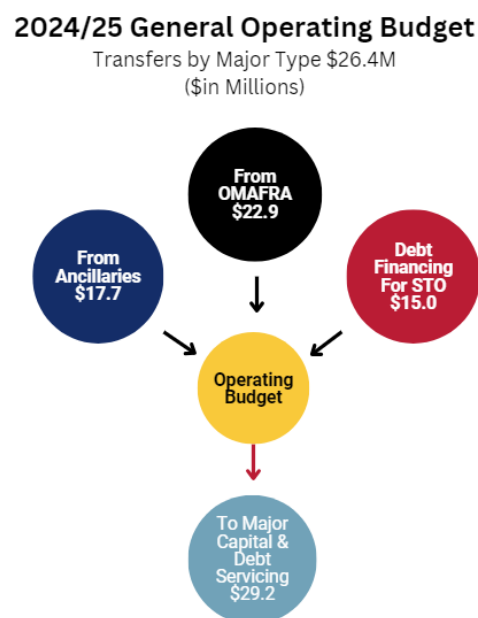 2024/25 General Operating Budget
Transfers by Major Type $26.4M
($in Millions)
From
OMAFRA
$22.9
From
Ancillaries
$17.7
Debt
Financing
For STO
$15.0
Operating
Budget
To Major
Capital &
Debt
Servicing
$29.2